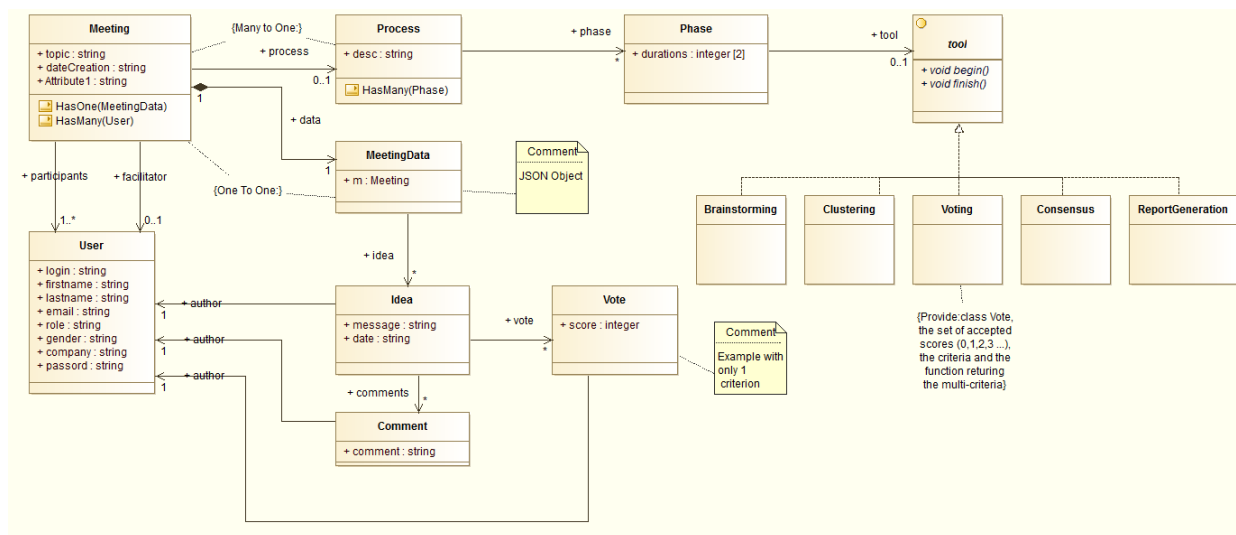 Meeting
+ topic : string
+ dateCreation : string
+ Attribute1 : string
HasOne(MeetingData)
HasMany(User)
{Many to One:}
+ process
0..1
Process
+ desc : string
HasMany(Phase)
+ phase
*
Phase
+ durations : integer [2]
+ tool
0..1
tool
+ void begin()
+ void finish()
1
+ data
1
MeetingData
+ m : Meeting
Comment
JSON Object
{One To One:}
+ participants
1..*
+ facilitator
0..1
User
+ login : string
+ firstname : string
+ lastname : string
+ email : string
+ role : string
+ gender : string
+ company : string
+ passord : string
+ idea
*
Idea
+ message : string
+ date : string
+ author
1
+ author
1
+ author
1
+ vote
*
Vote
+ score : integer
Comment
Example with
only 1
criterion
+ comments
*
Comment
+ comment : string
Brainstorming
Clustering
Voting
Consensus
ReportGeneration
{Provide:class Vote,
the set of accepted
scores (0,1,2,3 ...),
the criteria and the
function returing
the multi-criteria}